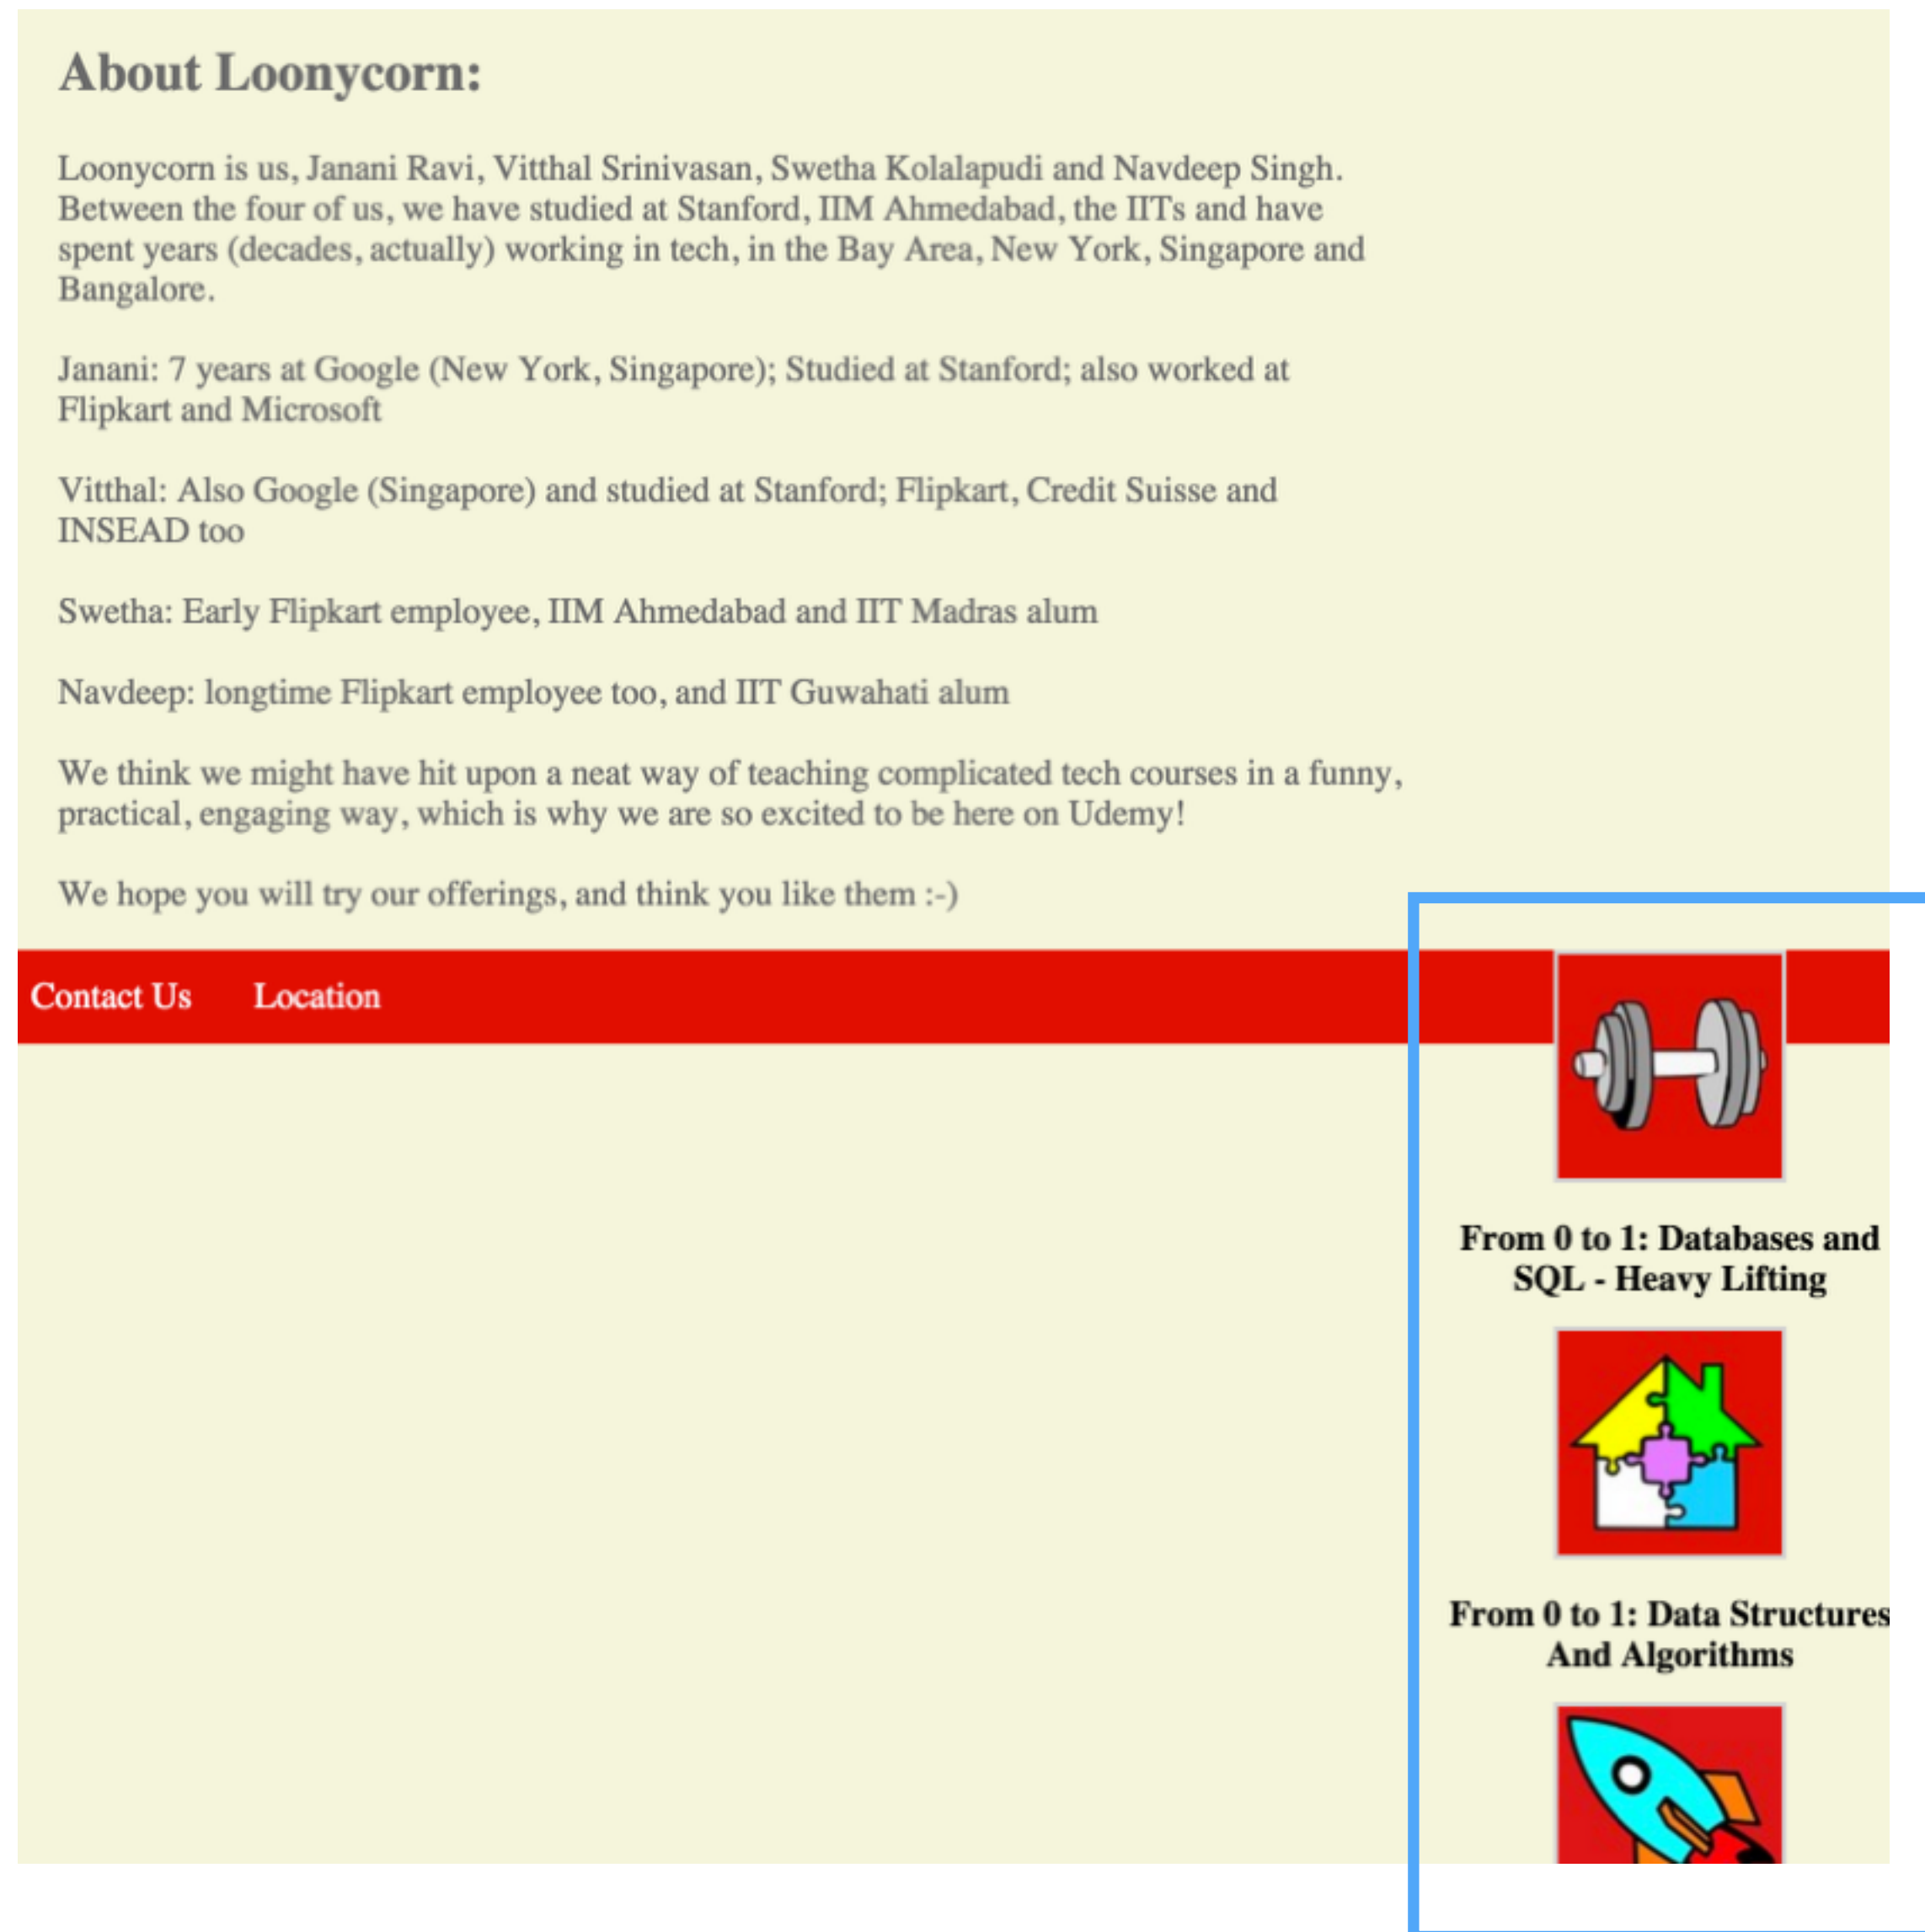 About Loonycorn:
Loonycorn is us, Janani Ravi, Vitthal Srinivasan, Swetha Kolalapudi and Navdeep Singh.
Between the four of us, we have studied at Stanford, IIM Ahmedabad, the IITs and have
spent years (decades, actually) working in tech, in the Bay Area, New York, Singapore and
Bangalore.
Janani: 7 years at Google (New York, Singapore); Studied at Stanford; also worked at
Flipkart and Microsoft
Vitthal: Also Google (Singapore) and studied at Stanford; Flipkart, Credit Suisse and
INSEAD too
Swetha: Early Flipkart employee, IIM Ahmedabad and IIT Madras alum
Navdeep: longtime Flipkart employee too, and IIT Guwahati alum
We think we might have hit upon a neat way of teaching complicated tech courses in a funny,
practical, engaging way, which is why we are so excited to be here on Udemy!
We hope you will try our offerings, and think you like them :-)
Contact Us Location
From 0 to 1: Databases and
SQL - Heavy Lifting
From 0 to 1: Data Structures
And Algorithms